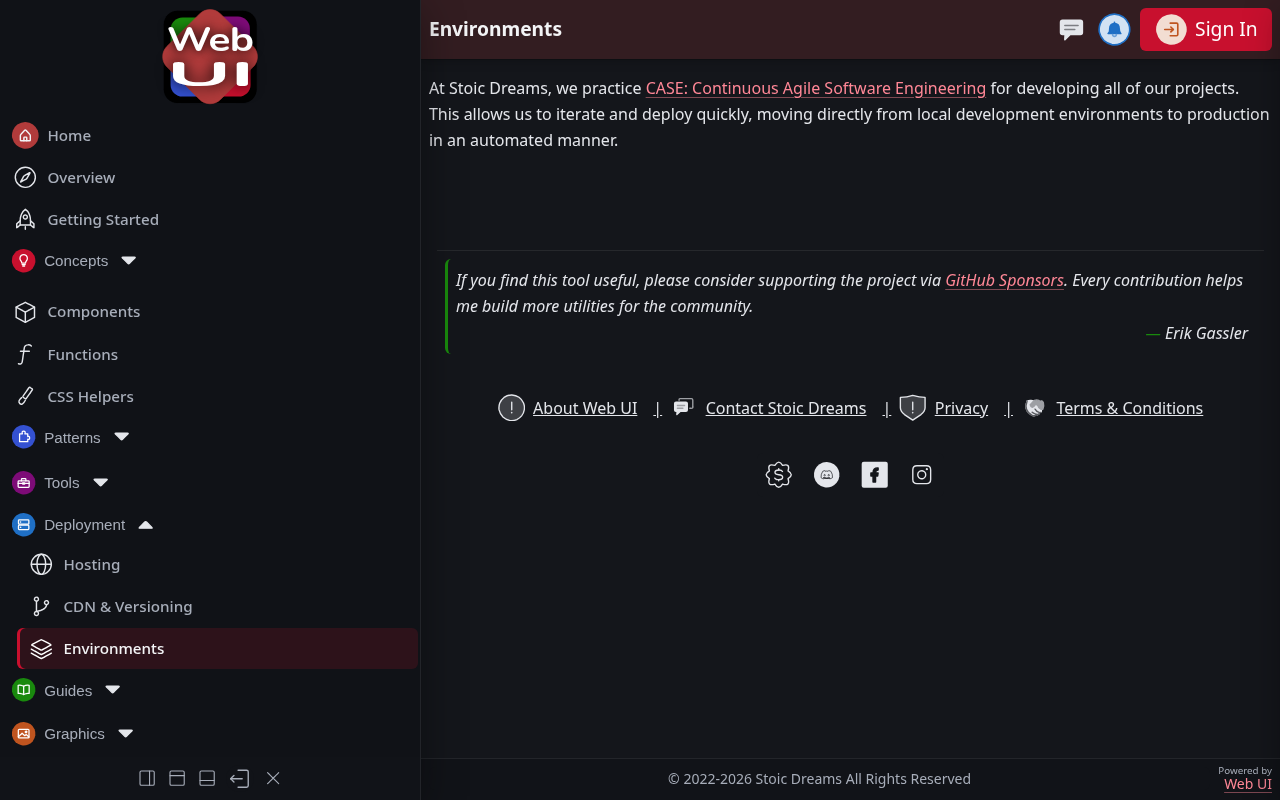 Web
UI
Home
Overview
Getting Started
Concepts
Components
Functions
CSS Helpers
Patterns
Tools
Deployment
Hosting
CDN & Versioning
Environments
Guides
Graphics
Environments
Sign In
At Stoic Dreams, we practice CASE: Continuous Agile Software Engineering for developing all of our projects.
This allows us to iterate and deploy quickly, moving directly from local development environments to production
in an automated manner.
If you find this tool useful, please consider supporting the project via GitHub Sponsors. Every contribution helps
me build more utilities for the community.
— Erik Gassler
About Web UI | Contact Stoic Dreams | Privacy | Terms & Conditions
© 2022-2026 Stoic Dreams All Rights Reserved
Powered by
Web UI